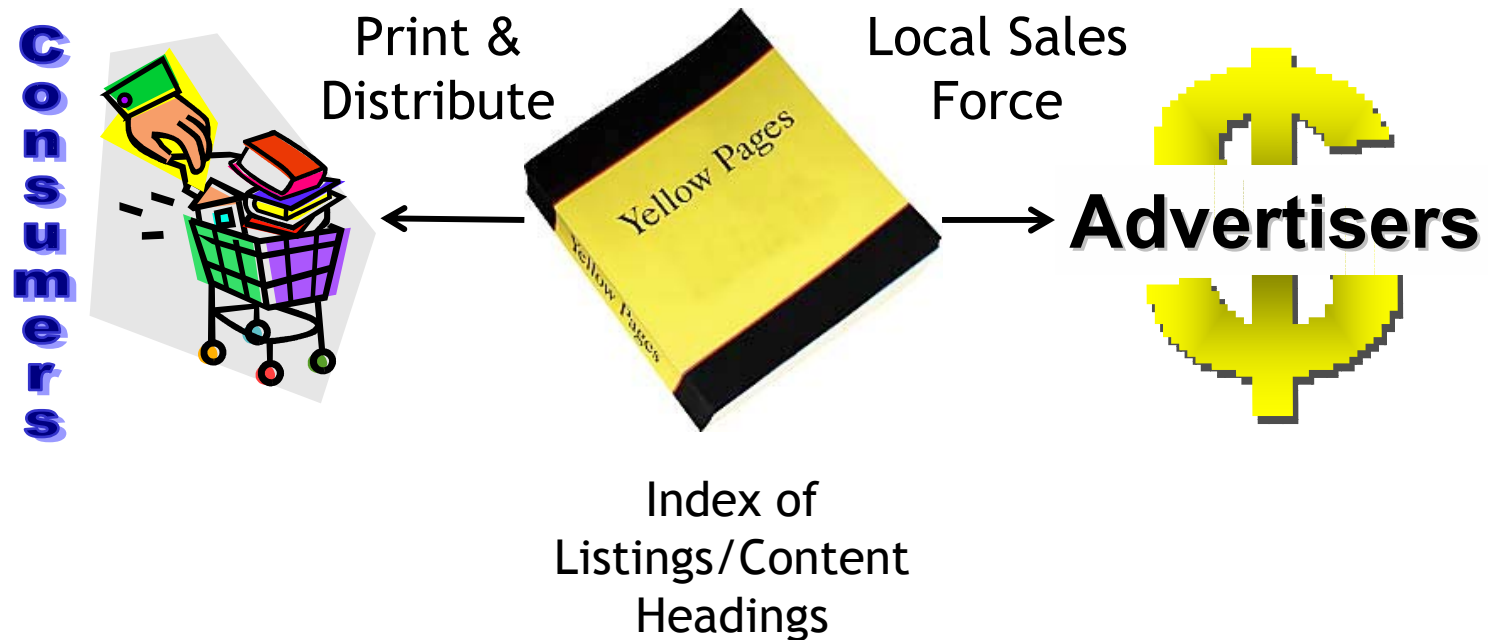 Consumers
Print &
Distribute
Yellow Pages
Yellow Pages
Local Sales
Force
Advertisers
Index of
Listings/Content
Headings